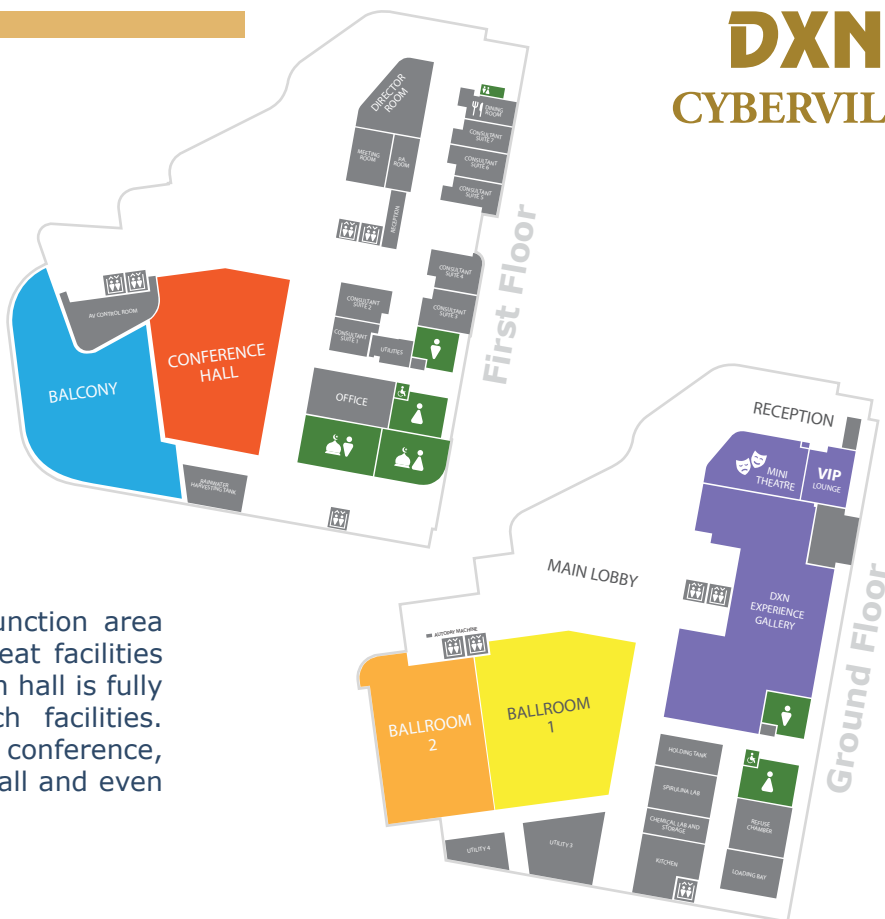 DXN
CYBERVIL
DIRECTOR
ROOM
DINING
ROOM
MEETING
ROOM
RA
ROOM
CONSULTANT
SUITE 7
CONSULTANT
SUITE 6
CONSULTANT
SUITE 5
RECEPTION
CONSULTANT
SUITE 4
CONSULTANT
SUITE 3
CONSULTANT
SUITE 2
CONSULTANT
SUITE 1
UTILITIES
AV CONTROL ROOM
CONFERENCE
HALL
BALCONY
OFFICE
RAINWATER
HARVESTING TANK
First Floor
RECEPTION
MINI
THEATRE
VIP
LOUNGE
MAIN LOBBY
DXN
EXPERIENCE
GALLERY
AUTOPAY MACHINE
BALLROOM
2
BALLROOM
1
HOLDING TANK
SPIRULINA LAB
CHEMICAL LAB AND
STORAGE
KITCHEN
REFUSE
CHAMBER
LOADING BAY
UTILITY 4
UTILITY 3
Ground Floor
unction area
eat facilities
n hall is fully
ch facilities.
conference,
all and even